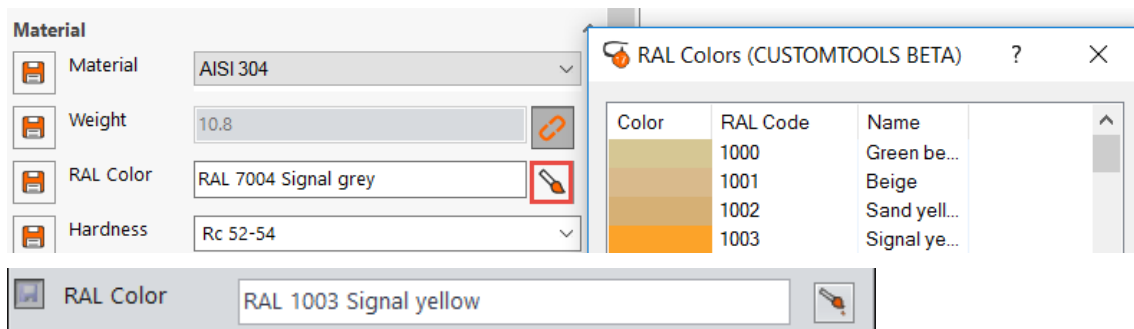 Material
Material AISI 304
Weight 10.8
RAL Color RAL 7004 Signal grey
Hardness Rc 52-54
RAL Colors (CUSTOMTOOLS BETA) ?
Color RAL Code Name
1000 Green be...
1001 Beige
1002 Sand yell...
1003 Signal ye...
RAL Color RAL 1003 Signal yellow